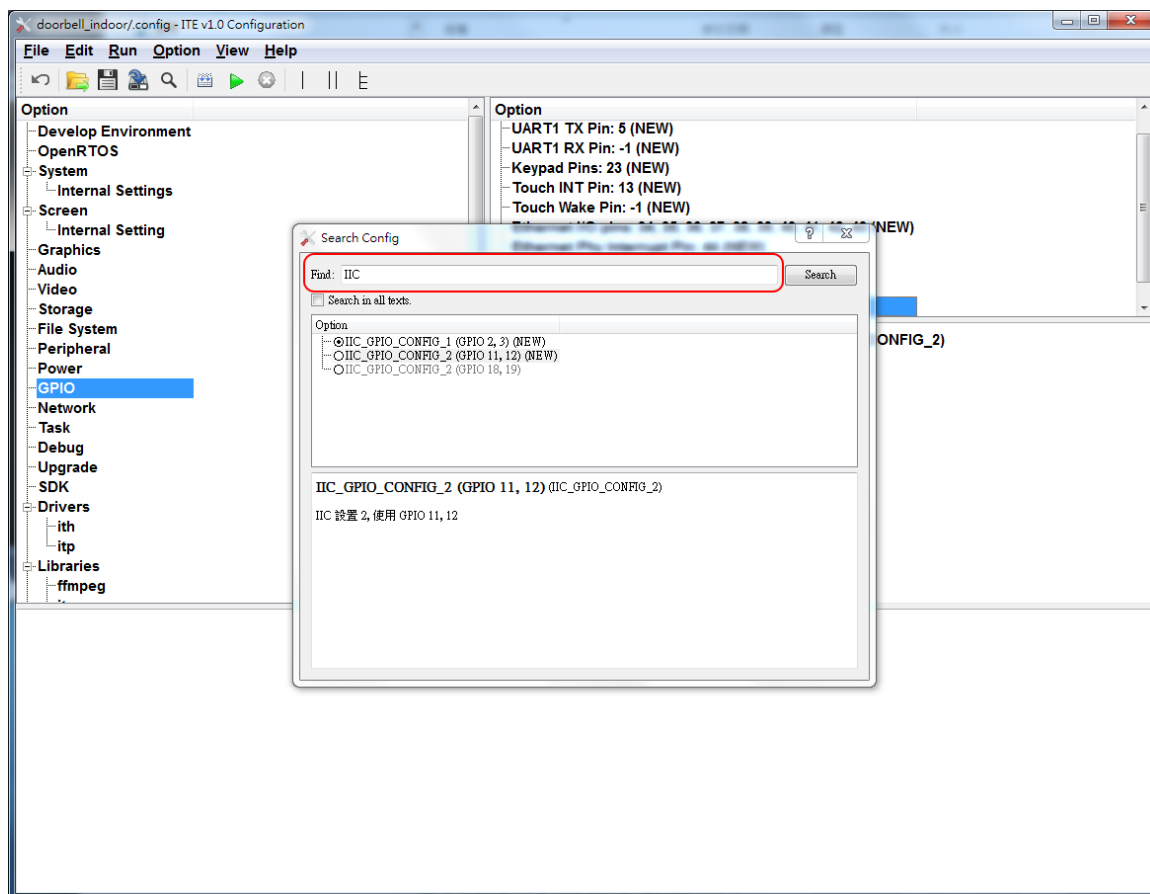 doorbell_indoor/.config - ITE v1.0 Configuration
File Edit Run Option View Help
Option
Develop Environment
OpenRTOS
System
Internal Settings
Screen
Internal Setting
Graphics
Audio
Video
Storage
File System
Peripheral
Power
GPIO
Network
Task
Debug
Upgrade
SDK
Drivers
ith
itp
Libraries
ffmpeg
Option
UART1 TX Pin: 5 (NEW)
UART1 RX Pin: -1 (NEW)
Keypad Pins: 23 (NEW)
Touch INT Pin: 13 (NEW)
Touch Wake Pin: -1 (NEW)
NEW)
ONFIG_2)
Search Config
Find: IIC
Search
Search in all texts.
Option
IIC_GPIO_CONFIG_1 (GPIO 2, 3) (NEW)
IIC_GPIO_CONFIG_2 (GPIO 11, 12) (NEW)
IIC_GPIO_CONFIG_2 (GPIO 18, 19)
IIC_GPIO_CONFIG_2 (GPIO 11, 12) (IIC_GPIO_CONFIG_2)
IIC 設置 2, 使用 GPIO 11, 12